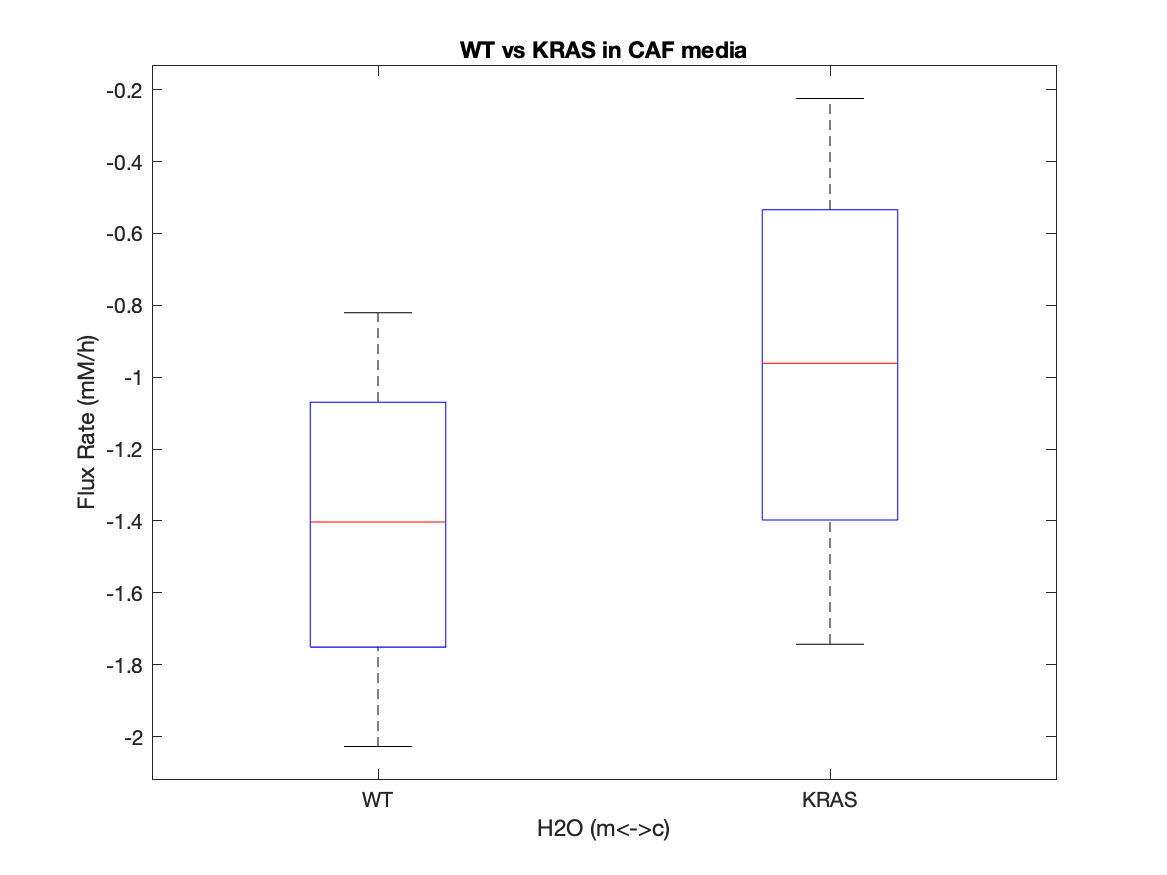 WT vs KRAS in CAF media
-0.2
-0.4
-0.6
-0.8
-1
-1.2
-1.4
-1.6
-1.8
-2
Flux Rate (mM/h)
WT KRAS
H2O (m<->c)